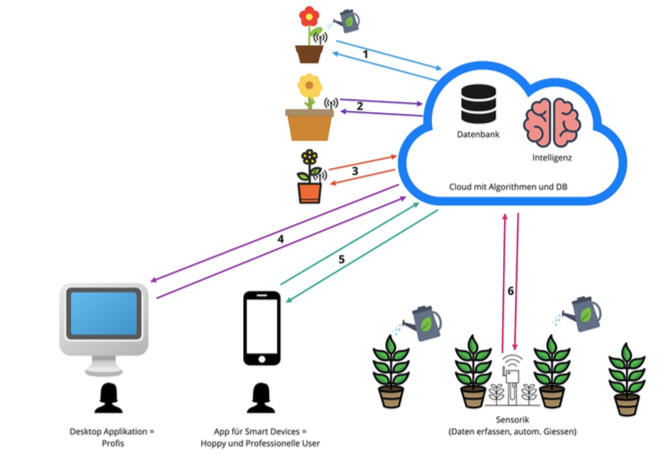 1
2
3
Datenbank
Intelligenz
Cloud mit Algorithmen und DB
4
5
6
Desktop Applikation =
Profis
App für Smart Devices =
Hoppy und Professionelle User
Sensorik
(Daten erfassen, autom. Giessen)